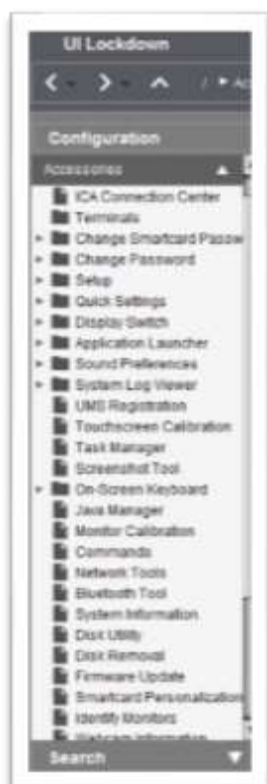 UI Lockdown
/
Configuration
Accessories
ICA Connection Center
Terminals
Change Smartcard Passw
Change Password
Setup
Quick Settings
Display Switch
Application Launcher
Sound Preferences
System Log Viewer
UMS Registration
Touchscreen Calibration
Task Manager
Screenshot Tool
On-Screen Keyboard
Java Manager
Monitor Calibration
Commands
Network Tools
Bluetooth Tool
System Information
Disk Utility
Disk Removal
Firmware Update
Smartcard Personalization
Identify Monitors
Webcam Information
Search